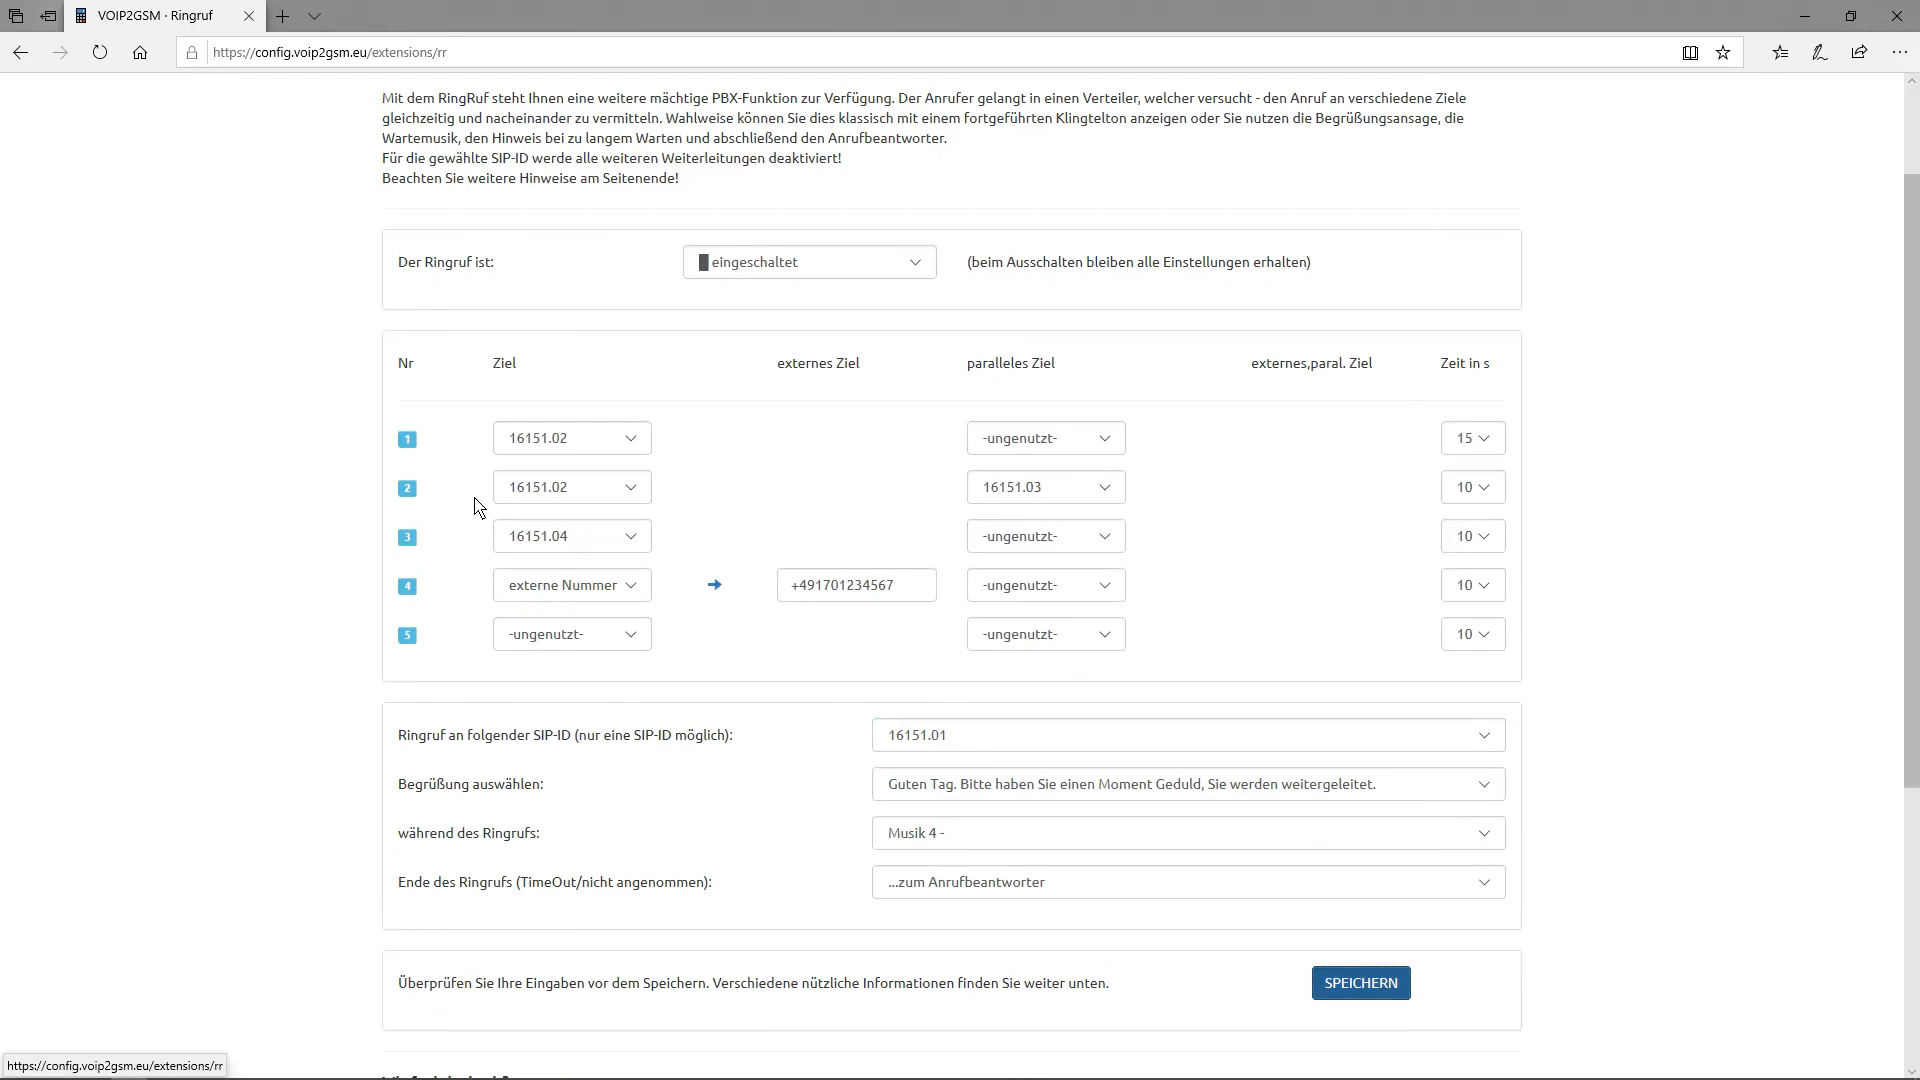 VOIP2GSM · Ringruf
https://config.voip2gsm.eu/extensions/rr
Mit dem RingRuf steht Ihnen eine weitere mächtige PBX-Funktion zur Verfügung. Der Anrufer gelangt in einen Verteiler, welcher versucht - den Anruf an verschiedene Ziele
gleichzeitig und nacheinander zu vermitteln. Wahlweise können Sie dies klassisch mit einem fortgeführten Klingtelton anzeigen oder Sie nutzen die Begrüßungsansage, die
Wartemusik, den Hinweis bei zu langem Warten und abschließend den Anrufbeantworter.
Für die gewählte SIP-ID werde alle weiteren Weiterleitungen deaktiviert!
Beachten Sie weitere Hinweise am Seitenende!
Der Ringruf ist: eingeschaltet (beim Ausschalten bleiben alle Einstellungen erhalten)
Nr Ziel externes Ziel paralleles Ziel externes,paral. Ziel Zeit in s
1 16151.02 -ungenutzt- 15
2 16151.02 16151.03 10
3 16151.04 -ungenutzt- 10
4 externe Nummer +491701234567 -ungenutzt- 10
5 -ungenutzt- -ungenutzt- 10
Ringruf an folgender SIP-ID (nur eine SIP-ID möglich): 16151.01
Begrüßung auswählen: Guten Tag. Bitte haben Sie einen Moment Geduld, Sie werden weitergeleitet.
während des Ringrufs: Musik 4 -
Ende des Ringrufs (TimeOut/nicht angenommen): ...zum Anrufbeantworter
Überprüfen Sie Ihre Eingaben vor dem Speichern. Verschiedene nützliche Informationen finden Sie weiter unten. SPEICHERN
https://config.voip2gsm.eu/extensions/rr